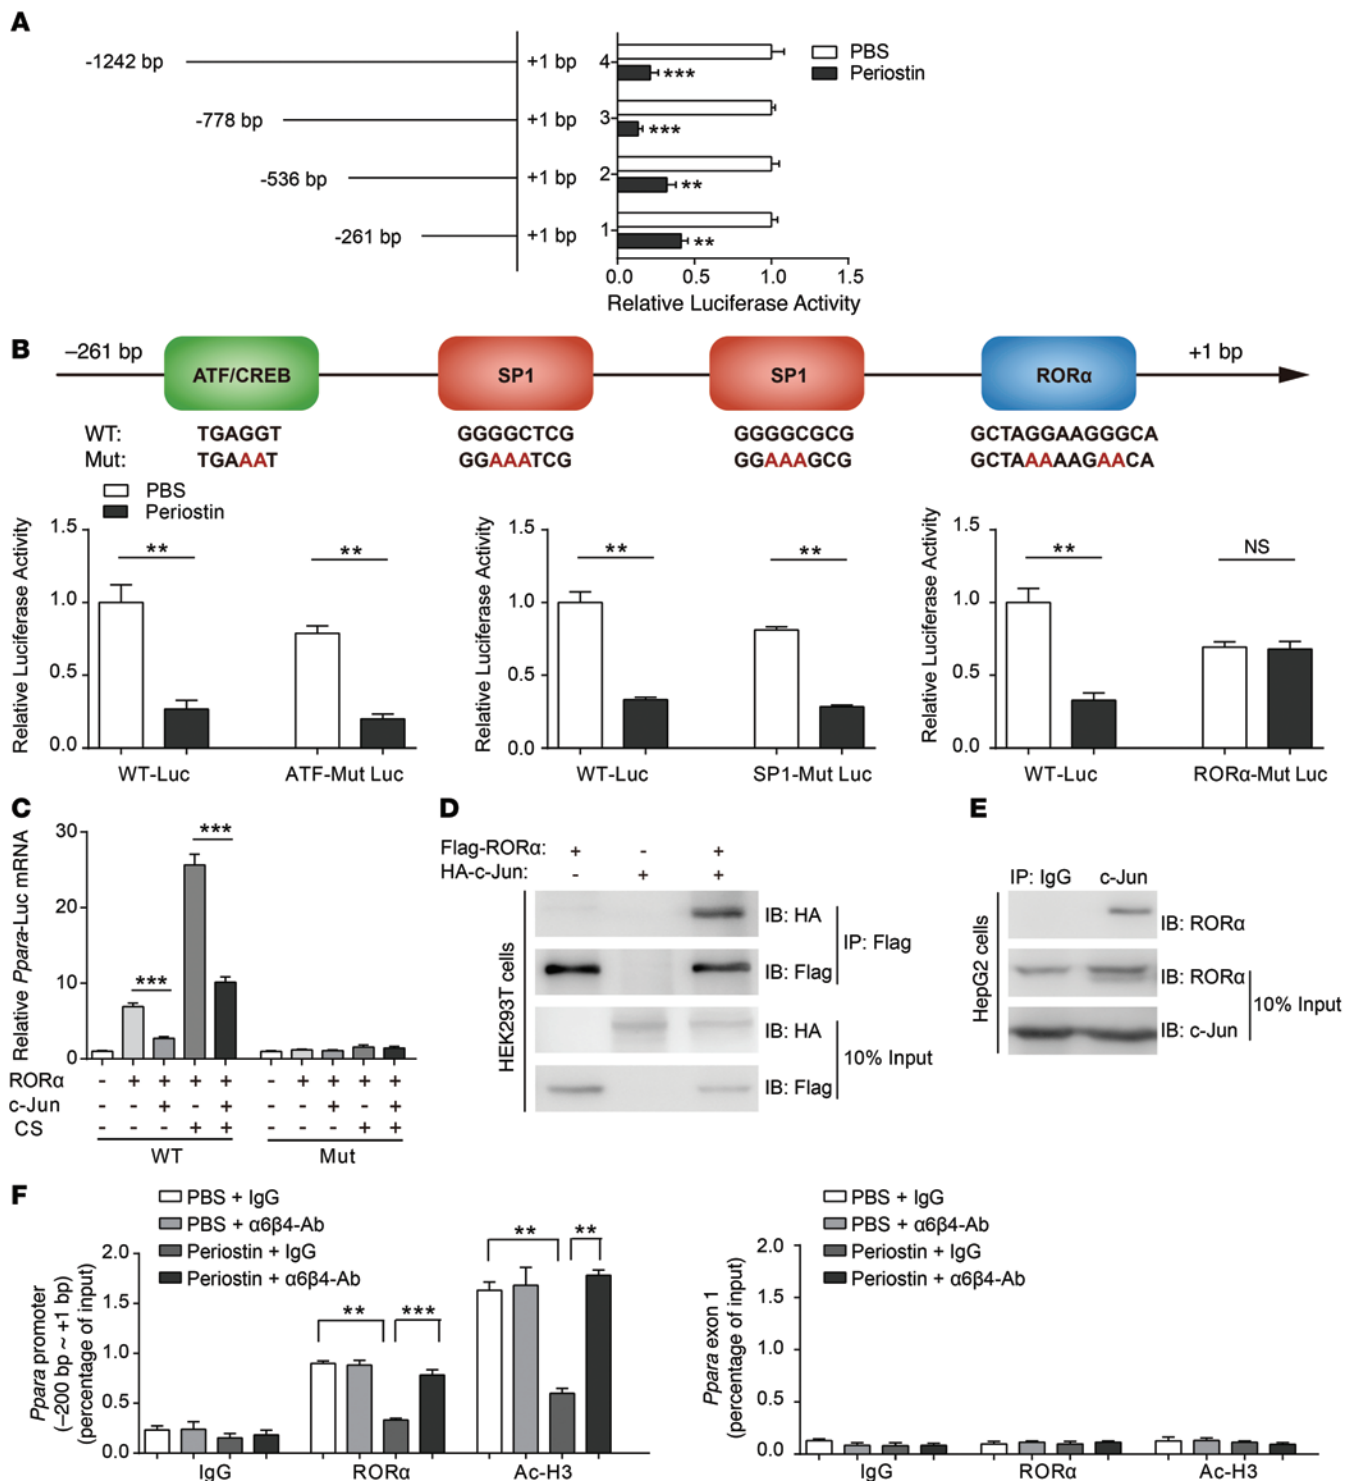 A
-1242 bp
+1 bp
4
***
PBS
Periostin
-778 bp
+1 bp
3
***
-536 bp
+1 bp
2
**
-261 bp
+1 bp
1
**
0.0 0.5 1.0 1.5
Relative Luciferase Activity
B
–261 bp
ATF/CREB
SP1
SP1
RORα
+1 bp
WT: TGAGGT GGGGCTCG GGGGCGCG GCTAGGAAGGGCA
Mut: TGAAAT GGAAATCG GGAAAGCG GCTAAAAAGAACA
PBS
Periostin
Relative Luciferase Activity
1.5
1.0
0.5
0.0
**
**
WT-Luc
ATF-Mut Luc
Relative Luciferase Activity
1.5
1.0
0.5
0.0
**
**
WT-Luc
SP1-Mut Luc
Relative Luciferase Activity
1.5
1.0
0.5
0.0
**
NS
WT-Luc
RORα-Mut Luc
C
Relative Ppara-Luc mRNA
30
20
10
0
***
***
RORα - + + + + - + + + +
c-Jun - - + - + - - + - +
CS - - - + + - - - + +
WT
Mut
D
Flag-RORα: + - +
HA-c-Jun: - + +
HEK293T cells
IB: HA
IB: Flag
IP: Flag
IB: HA
IB: Flag
10% Input
E
IP: IgG c-Jun
HepG2 cells
IB: RORα
IB: RORα
IB: c-Jun
10% Input
F
PBS + IgG
PBS + α6β4-Ab
Periostin + IgG
Periostin + α6β4-Ab
Ppara promoter
(–200 bp ~ +1 bp)
(percentage of input)
2.0
1.5
1.0
0.5
0.0
**
***
**
**
IgG
RORα
Ac-H3
PBS + IgG
PBS + α6β4-Ab
Periostin + IgG
Periostin + α6β4-Ab
Ppara exon 1
(percentage of input)
2.0
1.5
1.0
0.5
0.0
IgG
RORα
Ac-H3